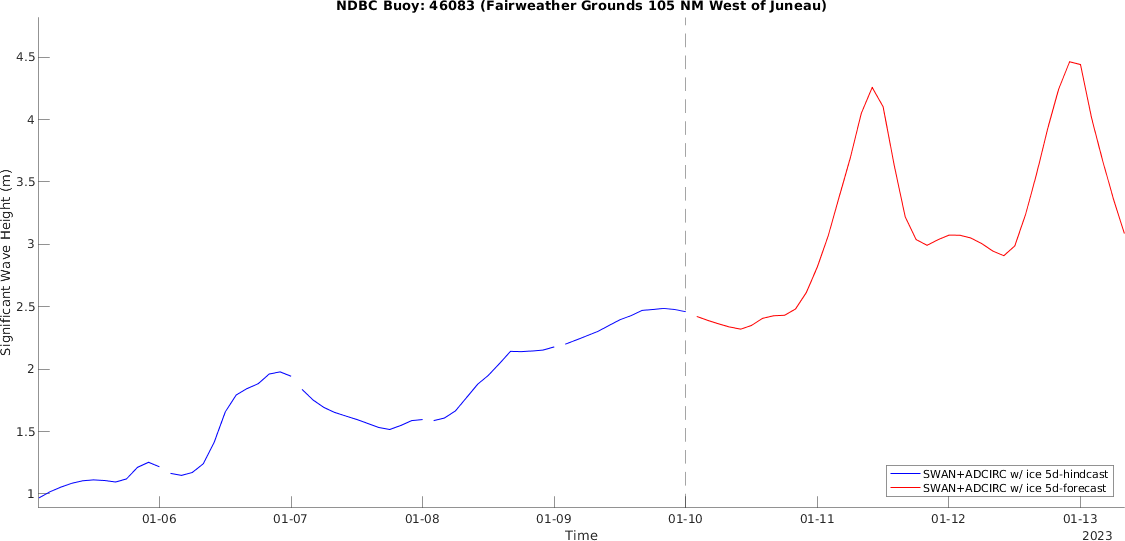 NDBC Buoy: 46083 (Fairweather Grounds 105 NM West of Juneau)
Significant Wave Height (m)
4.5
4
3.5
3
2.5
2
1.5
1
SWAN+ADCIRC w/ ice 5d-hindcast
SWAN+ADCIRC w/ ice 5d-forecast
01-06 01-07 01-08 01-09 01-10 01-11 01-12 01-13
Time
2023